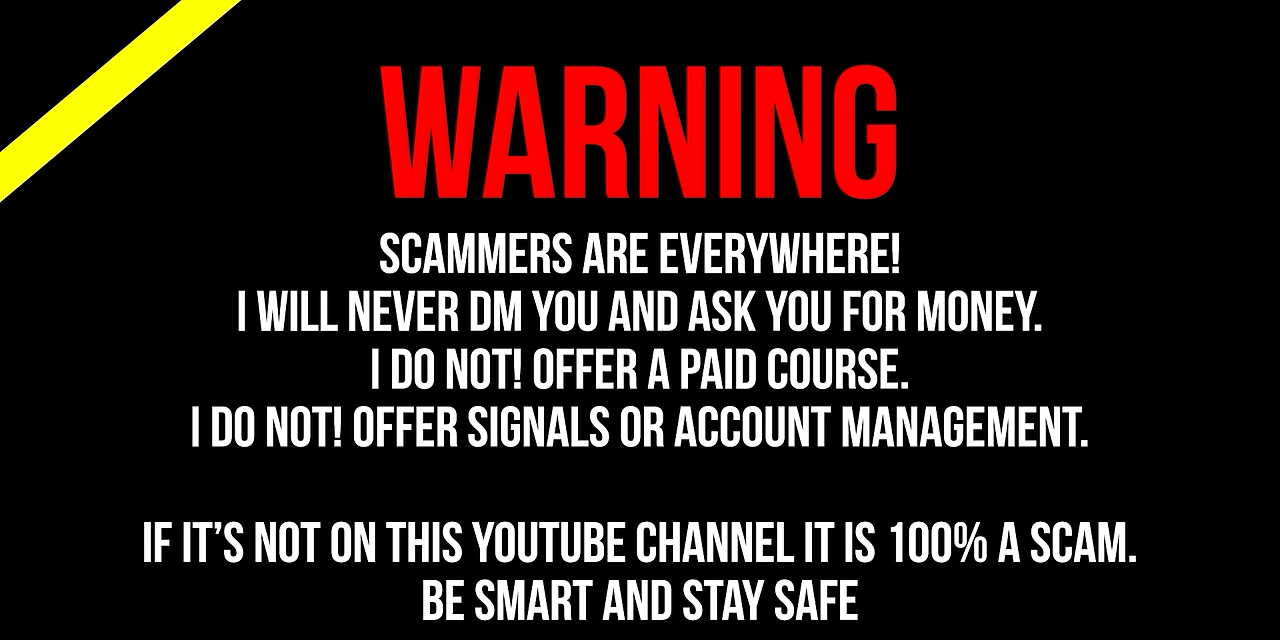 WARNING
SCAMMERS ARE EVERYWHERE!
I WILL NEVER DM YOU AND ASK YOU FOR MONEY.
I DO NOT! OFFER A PAID COURSE.
I DO NOT! OFFER SIGNALS OR ACCOUNT MANAGEMENT.
IF IT’S NOT ON THIS YOUTUBE CHANNEL IT IS 100% A SCAM.
BE SMART AND STAY SAFE